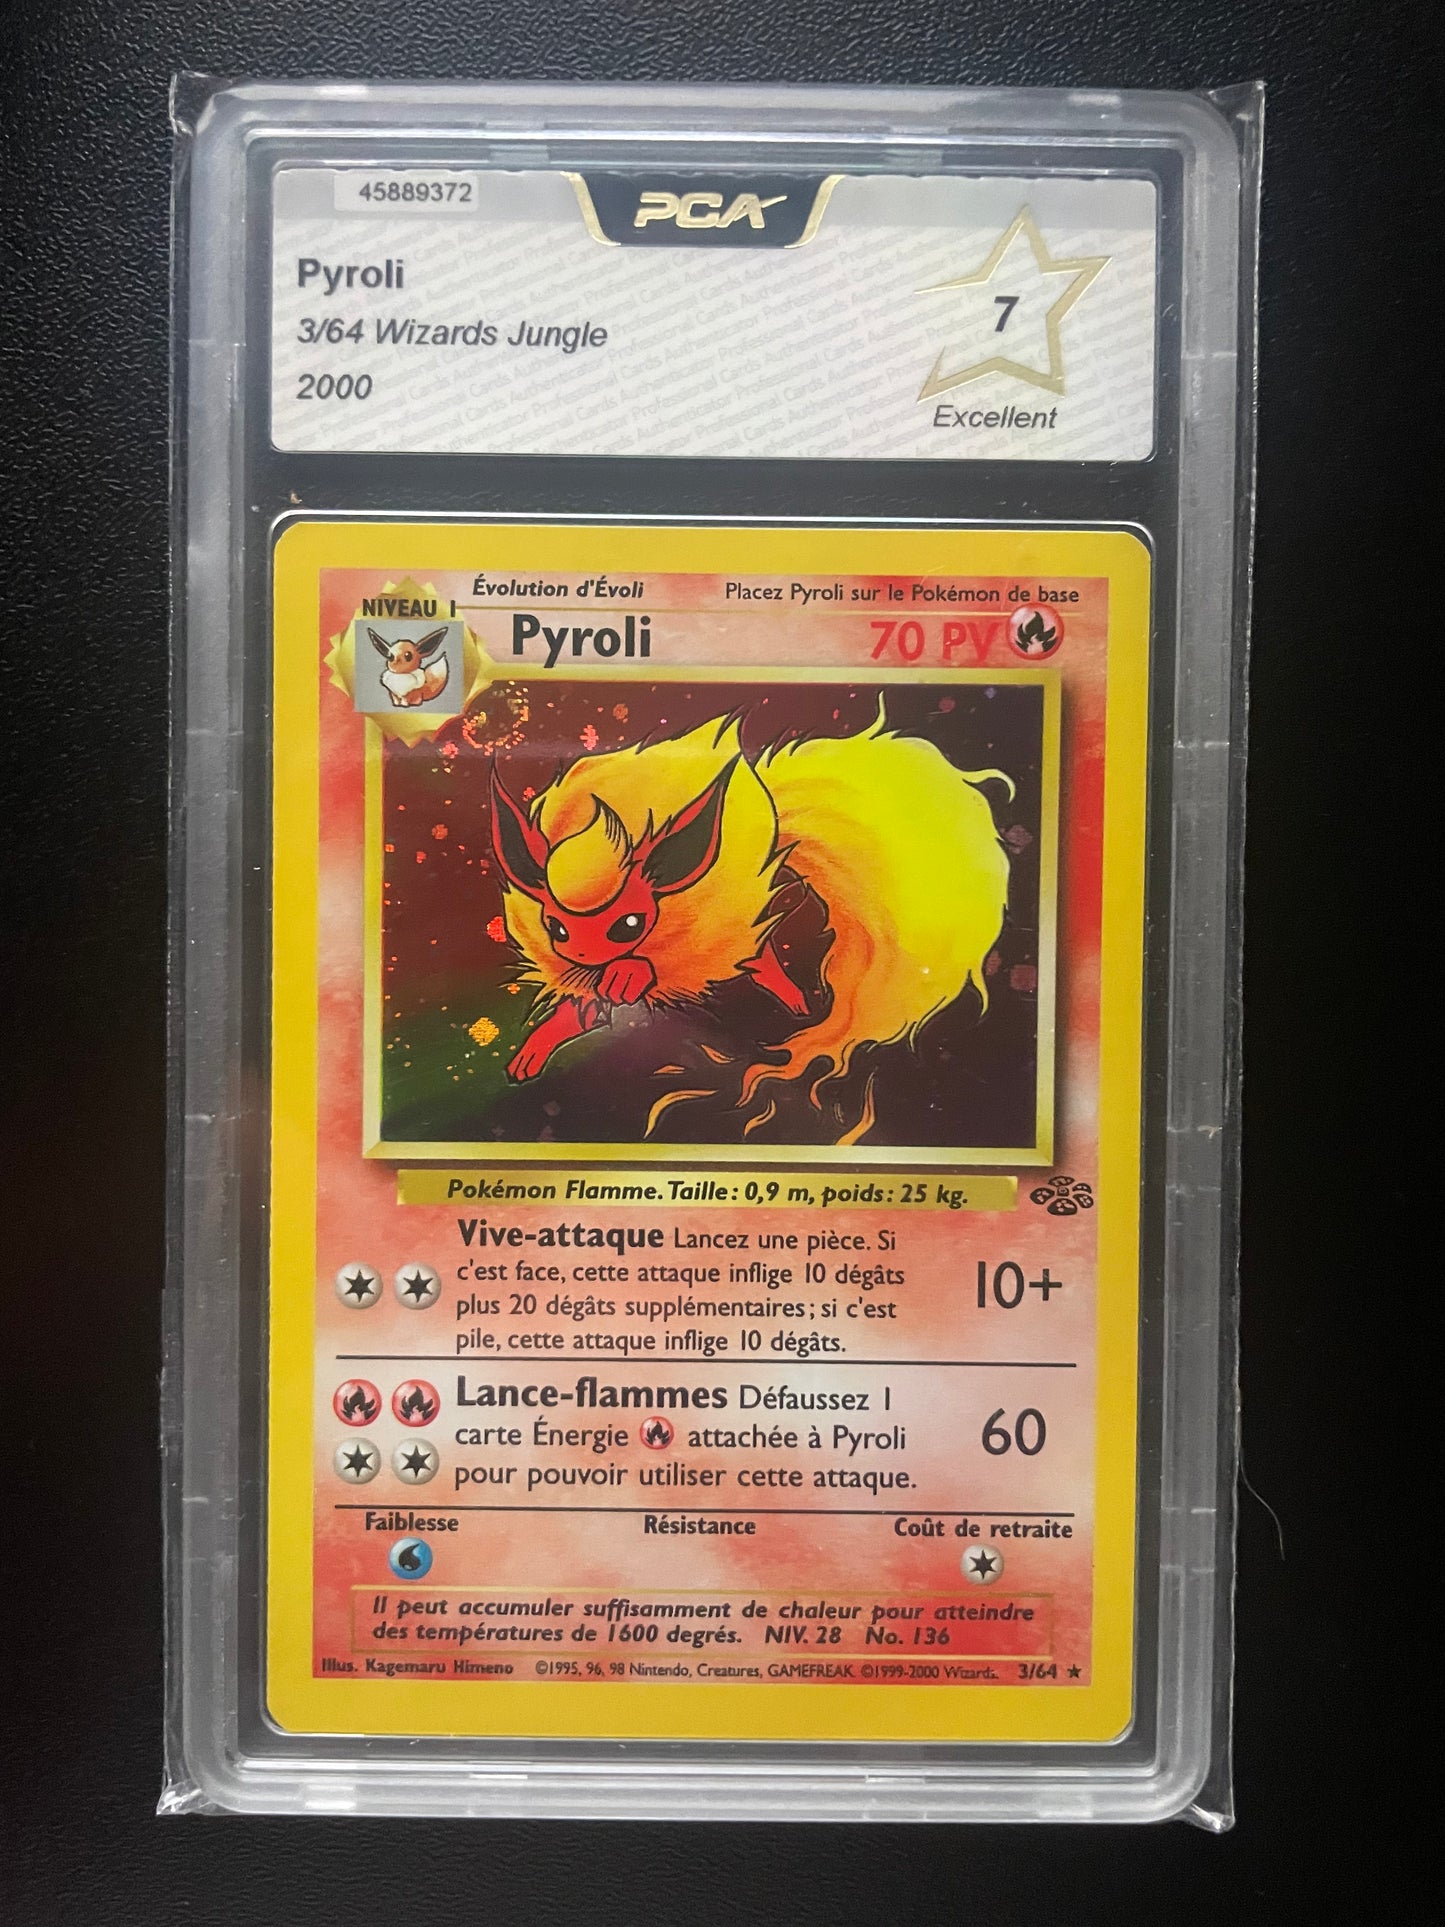 45889372
PCA
Pyroli
3/64 Wizards Jungle
2000
7
Excellent
Évolution d'Évoli
Placez Pyroli sur le Pokémon de base
NIVEAU I
Pyroli
70 PV
Pokémon Flamme. Taille: 0,9 m, poids: 25 kg.
Vive-attaque Lancez une pièce. Si
c'est face, cette attaque inflige 10 dégâts
plus 20 dégâts supplémentaires; si c'est
pile, cette attaque inflige 10 dégâts.
10+
Lance-flammes Défaussez 1
carte Énergie attachée à Pyroli
pour pouvoir utiliser cette attaque.
60
Faiblesse
Résistance
Coût de retraite
Il peut accumuler suffisamment de chaleur pour atteindre
des températures de 1600 degrés. NIV. 28 No. 136
Illus. Kagemaru Himeno ©1995, 96, 98 Nintendo, Creatures, GAMEFREAK. ©1999-2000 Wizards. 3/64 ★